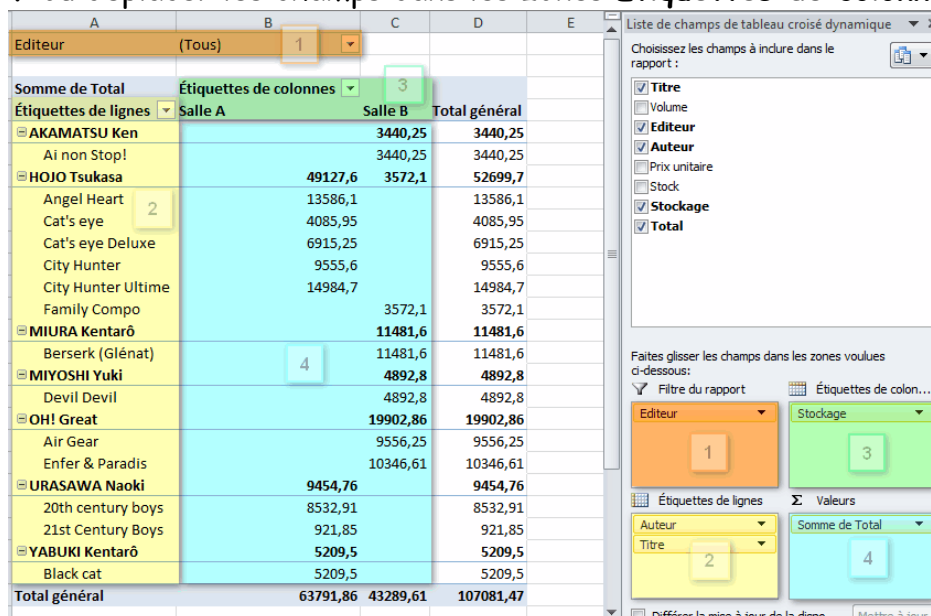 A B C D E
Editeur (Tous) 1
Somme de Total Étiquettes de colonnes 3
Étiquettes de lignes Salle A Salle B Total général
AKAMATSU Ken 3440,25 3440,25
Ai non Stop! 3440,25 3440,25
HOJO Tsukasa 49127,6 3572,1 52699,7
Angel Heart 13586,1 13586,1
2
Cat's eye 4085,95 4085,95
Cat's eye Deluxe 6915,25 6915,25
City Hunter 9555,6 9555,6
City Hunter Ultime 14984,7 14984,7
Family Compo 3572,1 3572,1
MIURA Kentarô 11481,6 11481,6
Berserk (Glénat) 11481,6 11481,6
4
MIYOSHI Yuki 4892,8 4892,8
Devil Devil 4892,8 4892,8
OH! Great 19902,86 19902,86
Air Gear 9556,25 9556,25
Enfer & Paradis 10346,61 10346,61
URASAWA Naoki 9454,76 9454,76
20th century boys 8532,91 8532,91
21st Century Boys 921,85 921,85
YABUKI Kentarô 5209,5 5209,5
Black cat 5209,5 5209,5
Total général 63791,86 43289,61 107081,47
Liste de champs de tableau croisé dynamique
Choisissez les champs à inclure dans le
rapport :
Titre
Volume
Editeur
Auteur
Prix unitaire
Stock
Stockage
Total
Faites glisser les champs dans les zones voulues
ci-dessous:
Filtre du rapport Étiquettes de colon...
Editeur Stockage
1 3
Étiquettes de lignes Σ Valeurs
Auteur Somme de Total
Titre
2 4